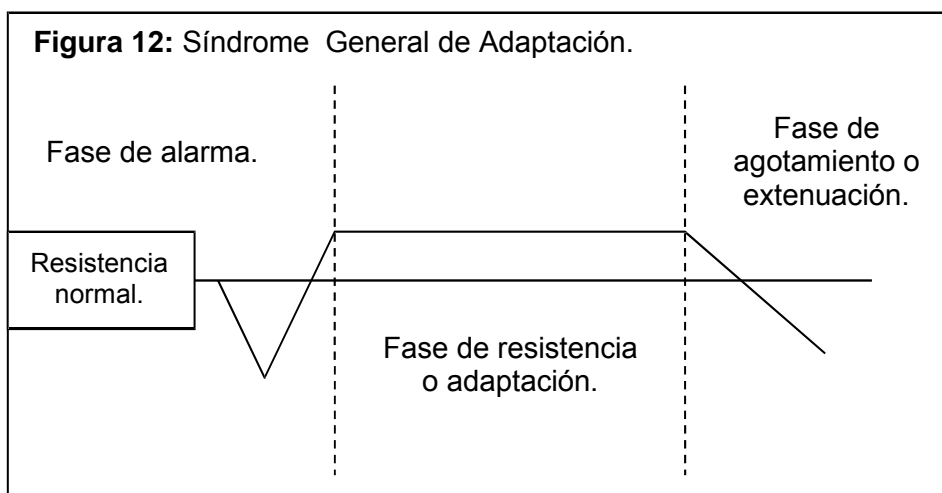 Figura 12: Síndrome  General de Adaptación.
Fase de alarma.
Fase de
agotamiento o
extenuación.
Resistencia
normal.
Fase de resistencia
o adaptación.